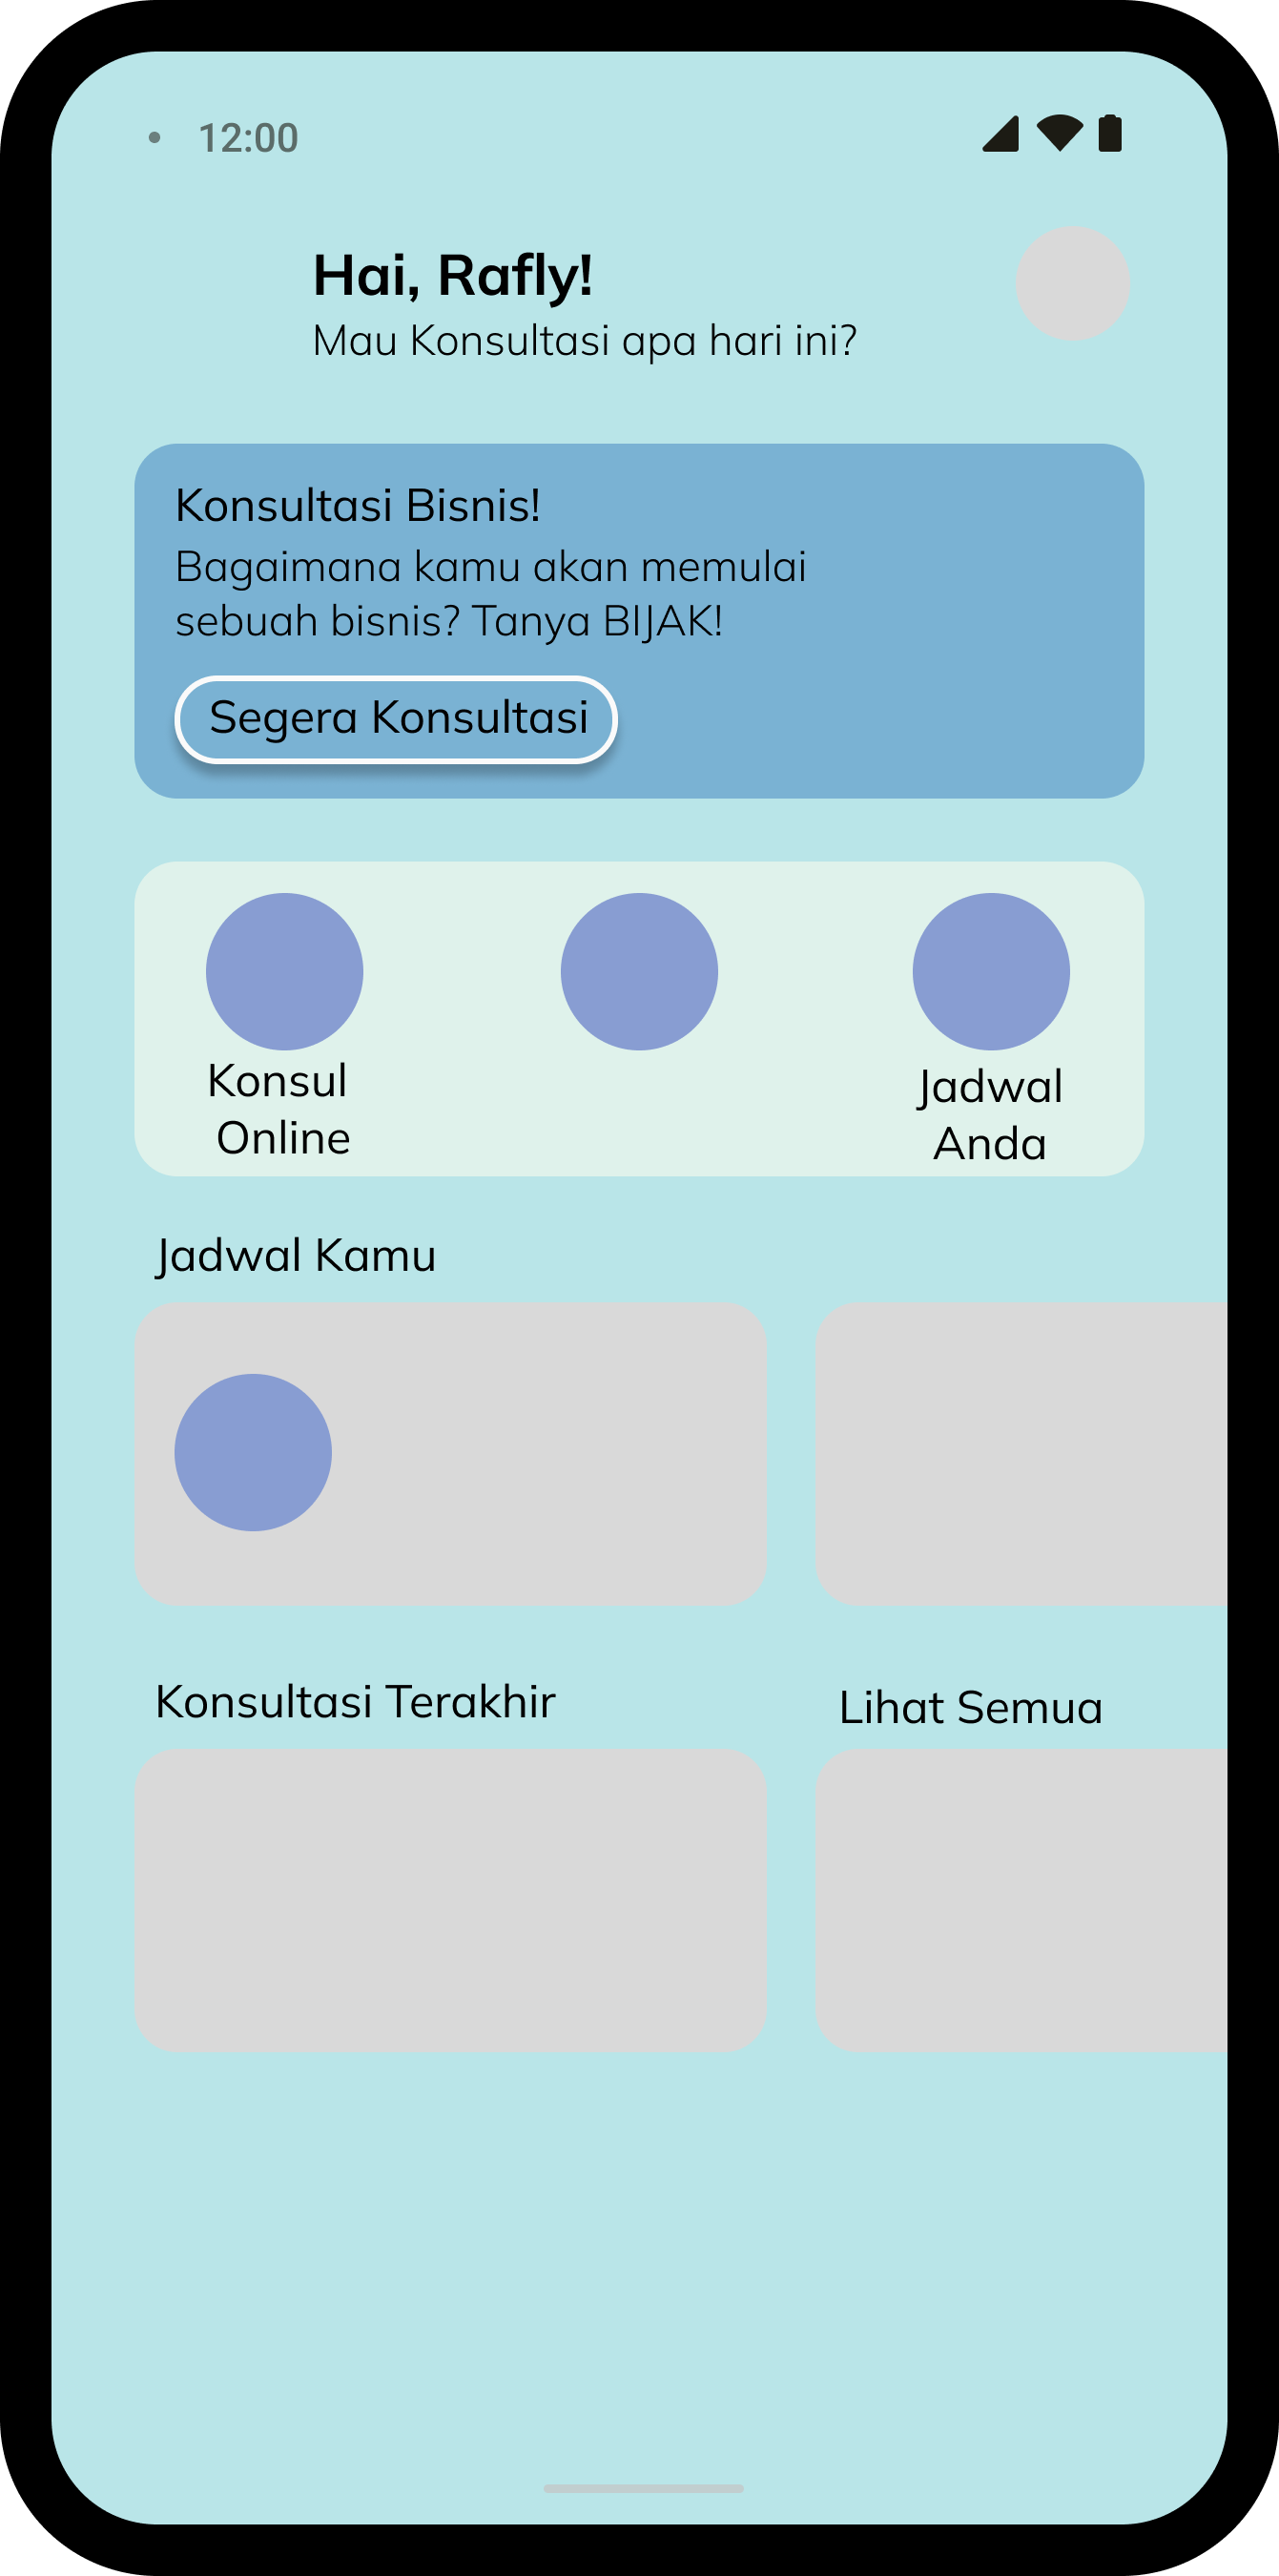 12:00
Hai, Rafly!
Mau Konsultasi apa hari ini?
Konsultasi Bisnis!
Bagaimana kamu akan memulai
sebuah bisnis? Tanya BIJAK!
Segera Konsultasi
Konsul
Online
Jadwal
Anda
Jadwal Kamu
Konsultasi Terakhir
Lihat Semua